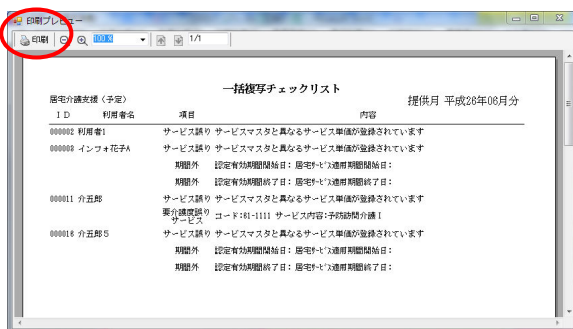 印刷プレビュー
印刷 100% 1/1
一括複写チェックリスト
居宅介護支援（予定） 提供月 平成26年06月分
ID 利用者名 項目 内容
000002 利用者1 サービス誤り サービスマスタと異なるサービス単価が登録されています
000003 インフォ花子A サービス誤り サービスマスタと異なるサービス単価が登録されています
期間外 認定有効期間開始日：居宅ｻｰﾋﾞｽ適用期間開始日：
期間外 認定有効期間終了日：居宅ｻｰﾋﾞｽ適用期間終了日：
000011 介五郎 サービス誤り サービスマスタと異なるサービス単価が登録されています
要介護度誤り サービス コード：61-1111 サービス内容：予防訪問介護Ⅰ
000016 介五郎５ サービス誤り サービスマスタと異なるサービス単価が登録されています
期間外 認定有効期間開始日：居宅ｻｰﾋﾞｽ適用期間開始日：
期間外 認定有効期間終了日：居宅ｻｰﾋﾞｽ適用期間終了日：